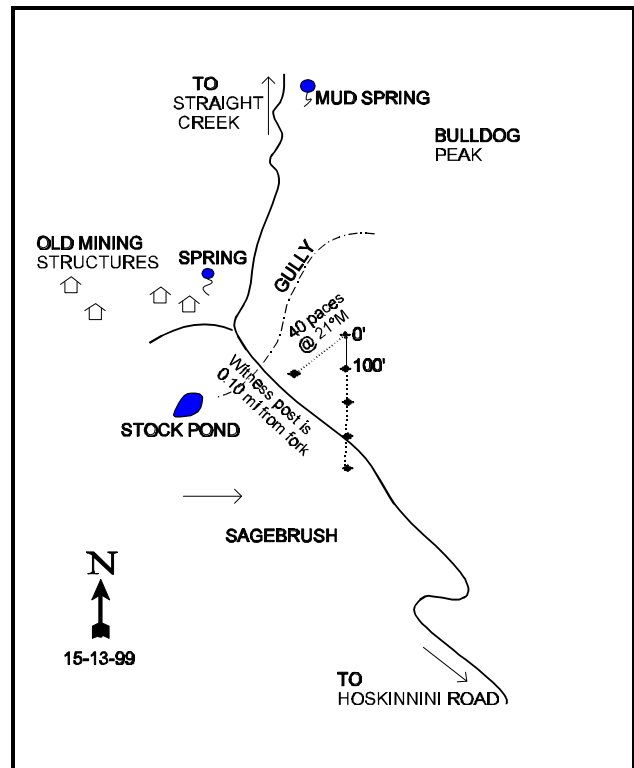 TO
STRAIGHT
CREEK
MUD SPRING
BULLDOG
PEAK
OLD MINING
STRUCTURES
SPRING
GULLY
40 paces
@ 21°M
0'
100'
Witness post is
0.10 mi from fork
STOCK POND
SAGEBRUSH
N
15-13-99
TO
HOSKINNINI ROAD